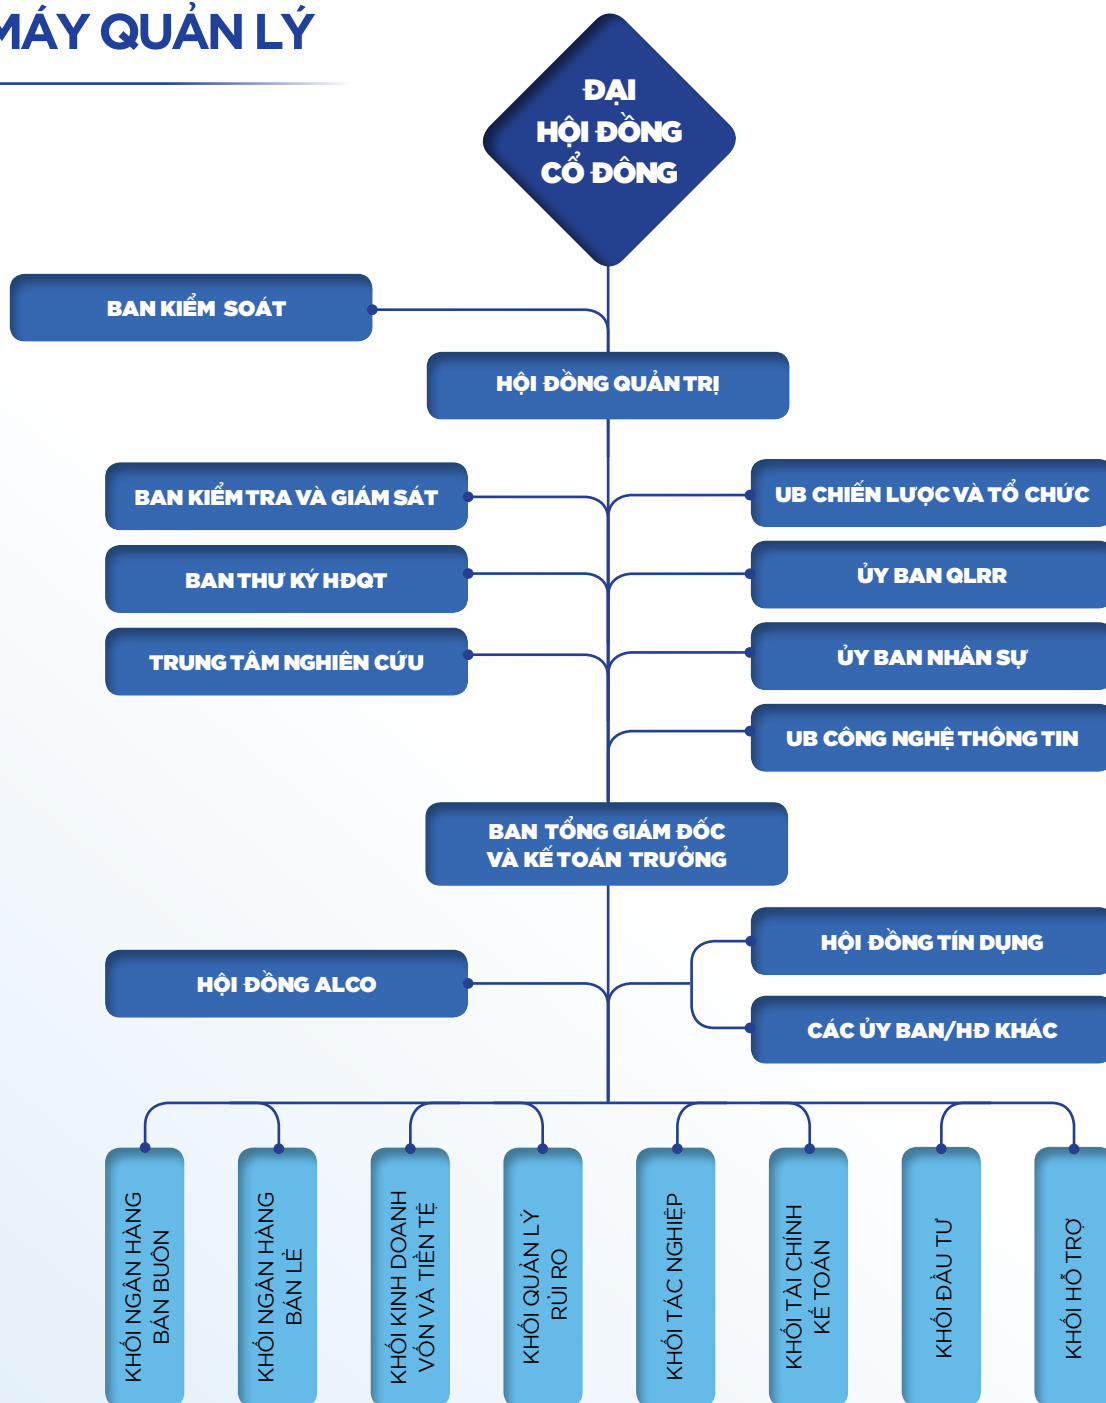 MÁY QUẢN LÝ
ĐẠI
HỘI ĐỒNG
CỔ ĐÔNG
BAN KIỂM SOÁT
HỘI ĐỒNG QUẢN TRỊ
BAN KIỂM TRA VÀ GIÁM SÁT
UB CHIẾN LƯỢC VÀ TỔ CHỨC
BAN THƯ KÝ HĐQT
ỦY BAN QLRR
TRUNG TÂM NGHIÊN CỨU
ỦY BAN NHÂN SỰ
UB CÔNG NGHỆ THÔNG TIN
BAN TỔNG GIÁM ĐỐC
VÀ KẾ TOÁN TRƯỞNG
HỘI ĐỒNG TÍN DỤNG
HỘI ĐỒNG ALCO
CÁC ỦY BAN/HĐ KHÁC
KHỐI NGÂN HÀNG
BÁN BUÔN
KHỐI NGÂN HÀNG
BÁN LẺ
KHỐI KINH DOANH
VỐN VÀ TIỀN TỆ
KHỐI QUẢN LÝ
RỦI RO
KHỐI TÁC NGHIỆP
KHỐI TÀI CHÍNH
KẾ TOÁN
KHỐI ĐẦU TƯ
KHỐI HỖ TRỢ